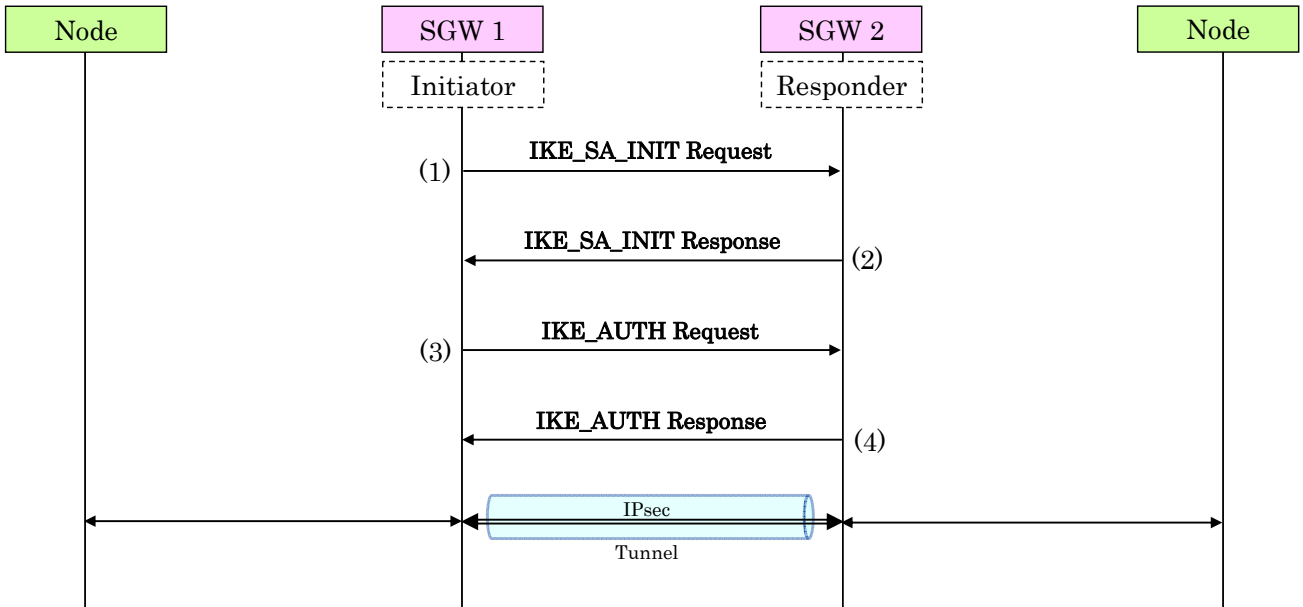 Node
SGW 1
SGW 2
Node
Initiator
Responder
IKE_SA_INIT Request
(1)
IKE_SA_INIT Response
(2)
IKE_AUTH Request
(3)
IKE_AUTH Response
(4)
IPsec
Tunnel